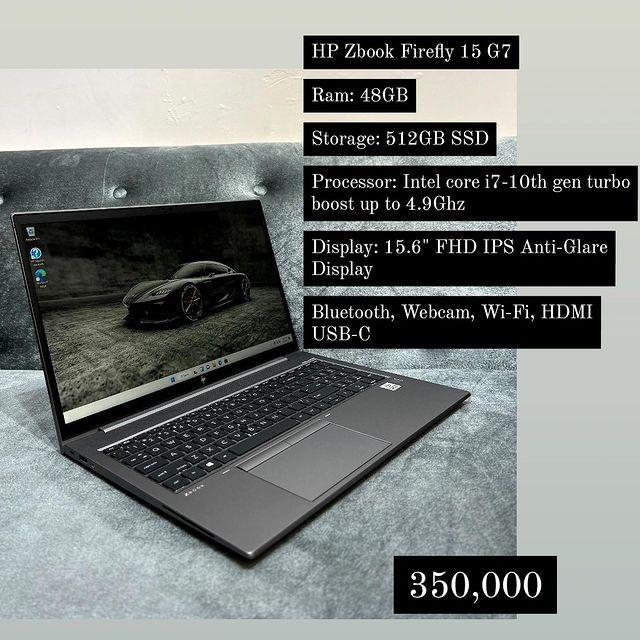 HP Zbook Firefly 15 G7
Ram: 48GB
Storage: 512GB SSD
Processor: Intel core i7-10th gen turbo
boost up to 4.9Ghz
Display: 15.6" FHD IPS Anti-Glare
Display
Bluetooth, Webcam, Wi-Fi, HDMI
USB-C
350,000